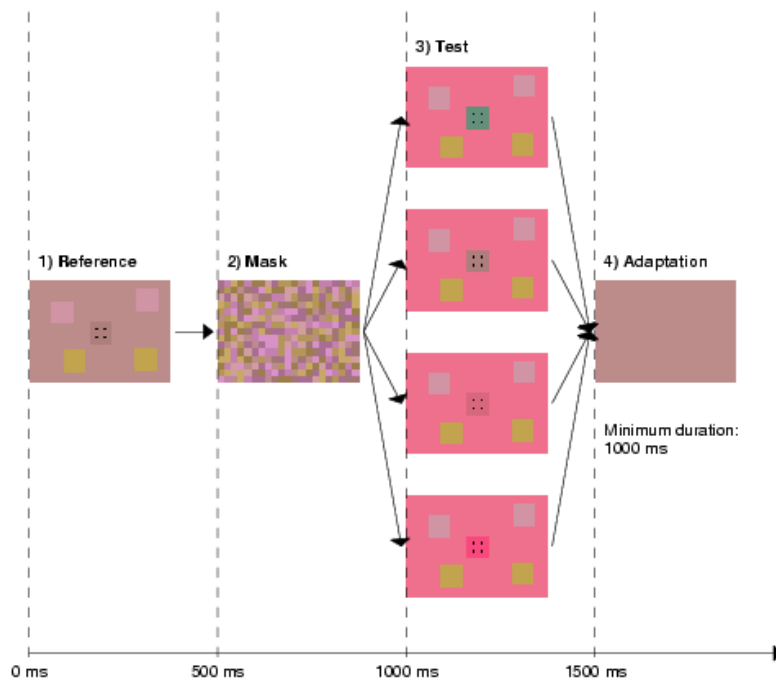 3) Test
1) Reference
2) Mask
4) Adaptation
Minimum duration:
1000 ms
0 ms
500 ms
1000 ms
1500 ms